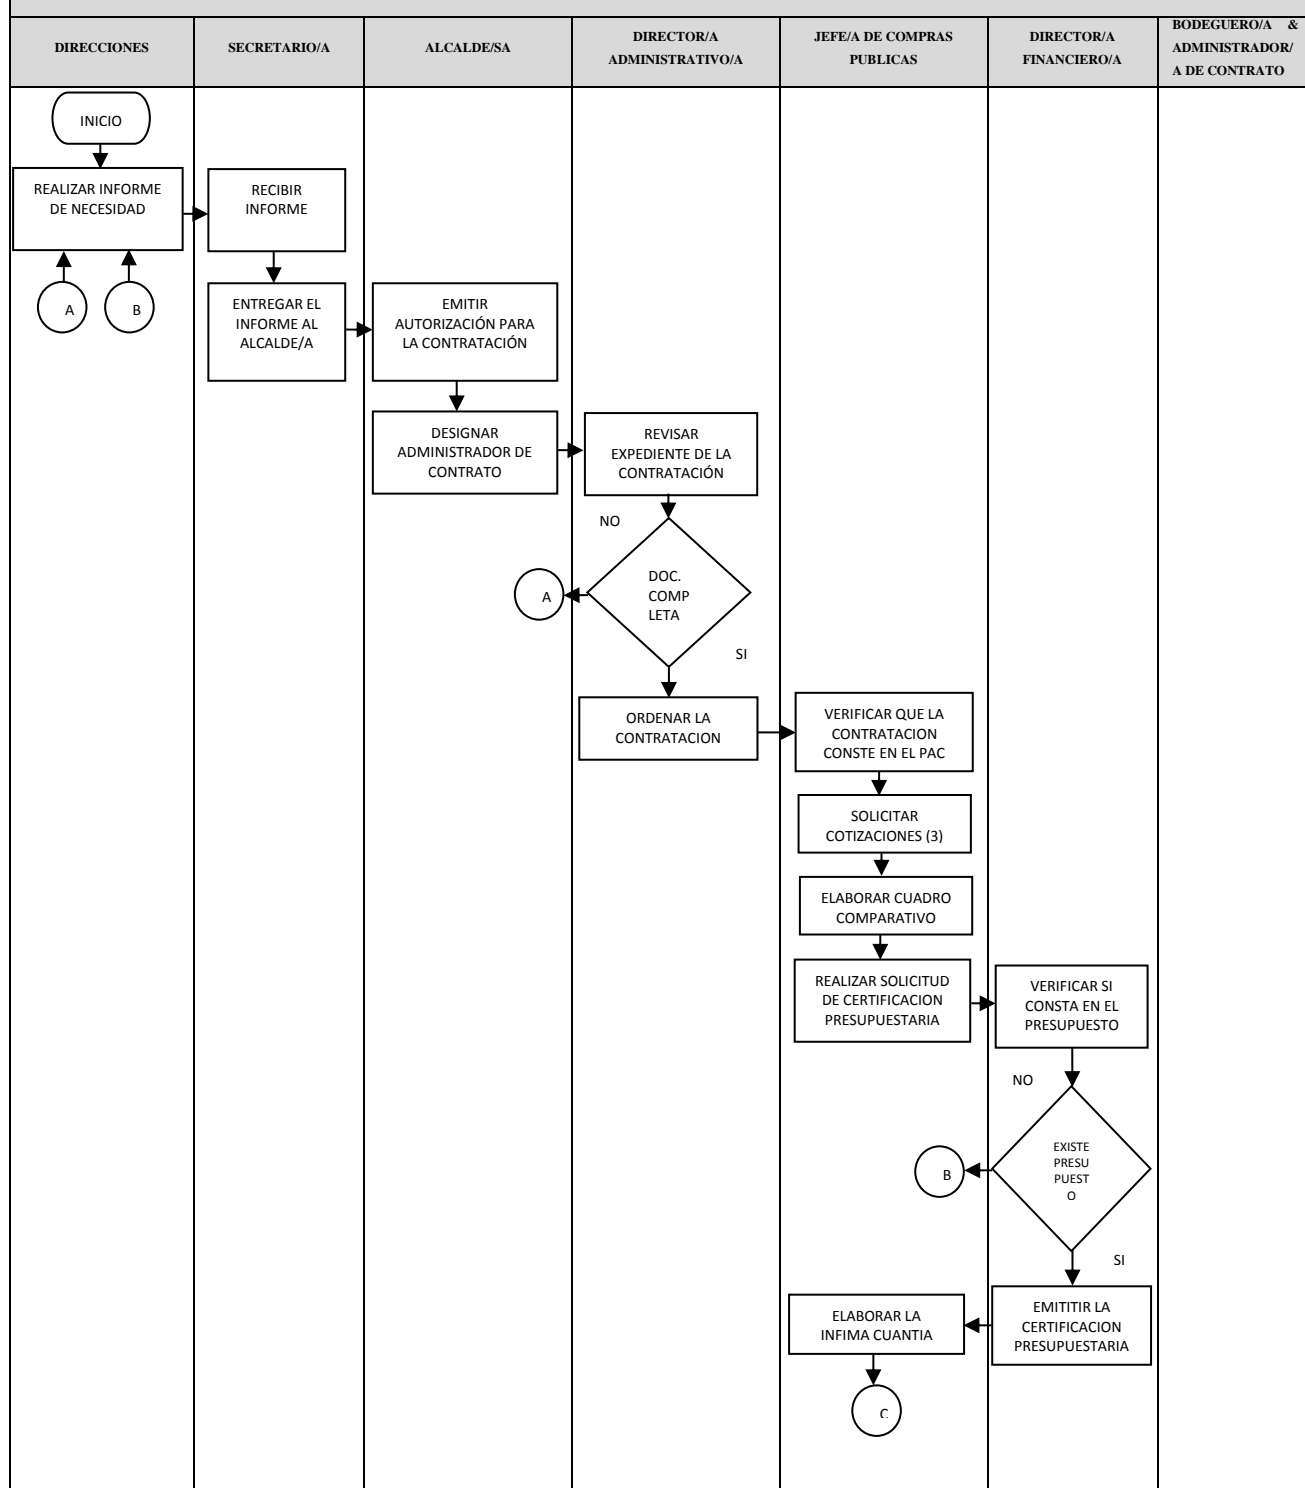 DIRECCIONES
SECRETARIO/A
ALCALDE/SA
DIRECTOR/A
ADMINISTRATIVO/A
JEFE/A DE COMPRAS
PUBLICAS
DIRECTOR/A
FINANCIERO/A
BODEGUERO/A &
ADMINISTRADOR/
A DE CONTRATO
INICIO
REALIZAR INFORME
DE NECESIDAD
RECIBIR
INFORME
A
B
ENTREGAR EL
INFORME AL
ALCALDE/A
EMITIR
AUTORIZACIÓN PARA
LA CONTRATACIÓN
DESIGNAR
ADMINISTRADOR DE
CONTRATO
REVISAR
EXPEDIENTE DE LA
CONTRATACIÓN
NO
DOC.
COMP
LETA
A
SI
ORDENAR LA
CONTRATACION
VERIFICAR QUE LA
CONTRATACION
CONSTE EN EL PAC
SOLICITAR
COTIZACIONES (3)
ELABORAR CUADRO
COMPARATIVO
REALIZAR SOLICITUD
DE CERTIFICACION
PRESUPUESTARIA
VERIFICAR SI
CONSTA EN EL
PRESUPUESTO
NO
EXISTE
PRESU
PUEST
O
B
SI
EMITITIR LA
CERTIFICACION
PRESUPUESTARIA
ELABORAR LA
INFIMA CUANTIA
C